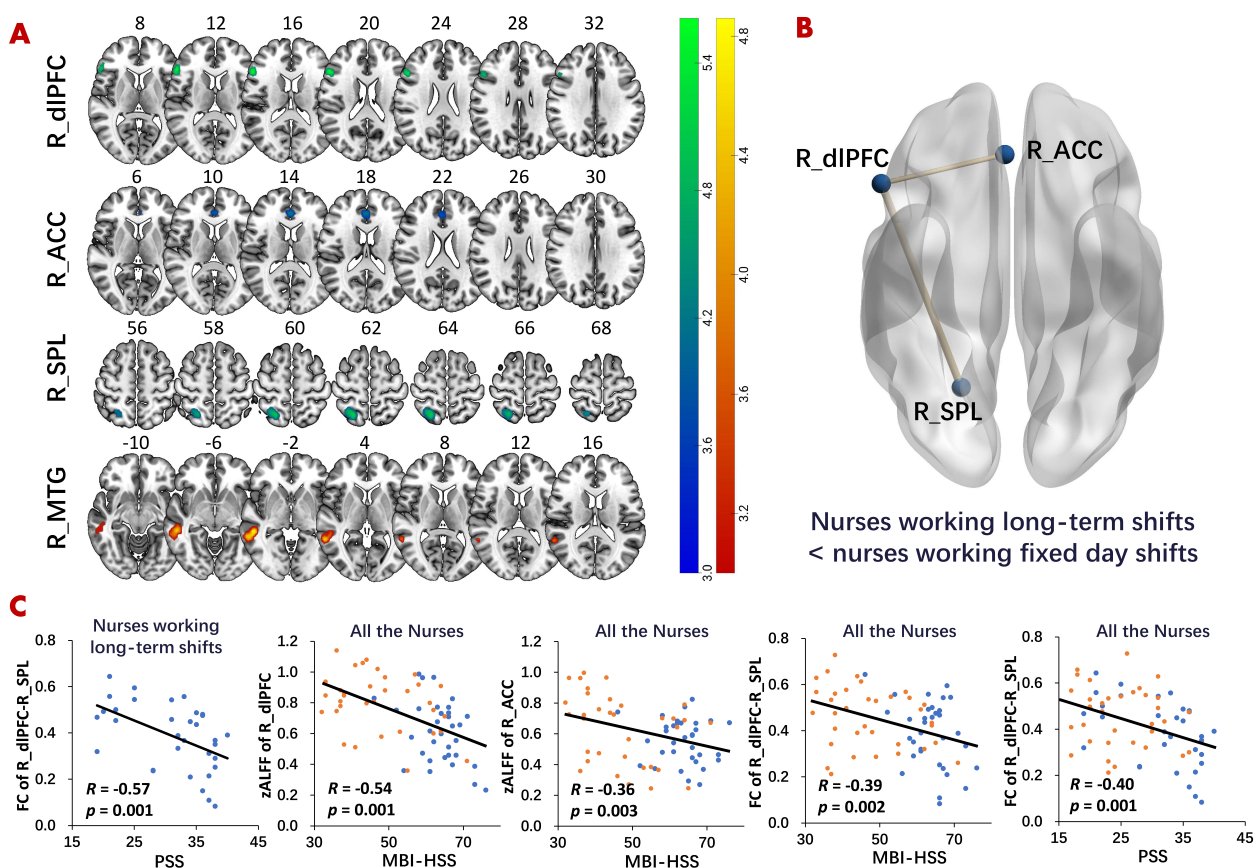 A
8 12 16 20 24 28 32
R_dlPFC
6 10 14 18 22 26 30
R_ACC
56 58 60 62 64 66 68
R_SPL
-10 -6 -2 4 8 12 16
R_MTG
5.4
4.8
4.2
3.6
3.0
4.8
4.4
4.0
3.6
3.2
B
R_dlPFC
R_ACC
R_SPL
Nurses working long-term shifts
< nurses working fixed day shifts
C
Nurses working
long-term shifts
FC of R_dlPFC-R_SPL
0.8
0.6
0.4
0.2
0.0
R = -0.57
p = 0.001
15 25 35 45
PSS
All the Nurses
zALFF of R_dlPFC
1.2
1.0
0.8
0.6
0.4
0.2
0.0
R = -0.54
p = 0.001
30 50 70
MBI-HSS
All the Nurses
zALFF of R_ACC
1.2
1.0
0.8
0.6
0.4
0.2
0.0
R = -0.36
p = 0.003
30 50 70
MBI-HSS
All the Nurses
FC of R_dlPFC-R_SPL
0.8
0.6
0.4
0.2
0.0
R = -0.39
p = 0.002
30 50 70
MBI-HSS
All the Nurses
FC of R_dlPFC-R_SPL
0.8
0.6
0.4
0.2
0.0
R = -0.40
p = 0.001
15 25 35 45
PSS